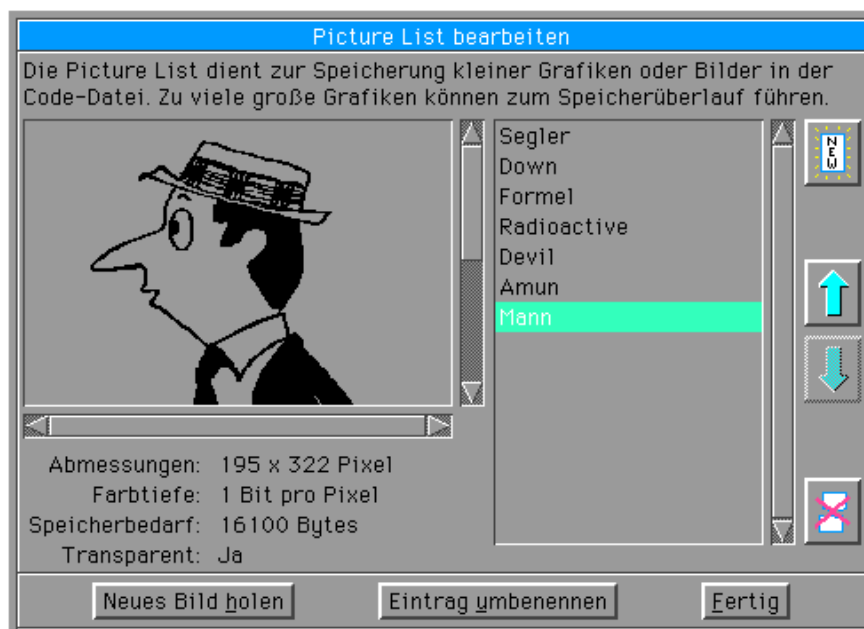 Picture List bearbeiten
Die Picture List dient zur Speicherung kleiner Grafiken oder Bilder in der
Code-Datei. Zu viele große Grafiken können zum Speicherüberlauf führen.
Segler
Down
Formel
Radioactive
Devil
Amun
Mann
NEW
Abmessungen: 195 x 322 Pixel
Farbtiefe: 1 Bit pro Pixel
Speicherbedarf: 16100 Bytes
Transparent: Ja
Neues Bild holen
Eintrag umbenennen
Fertig